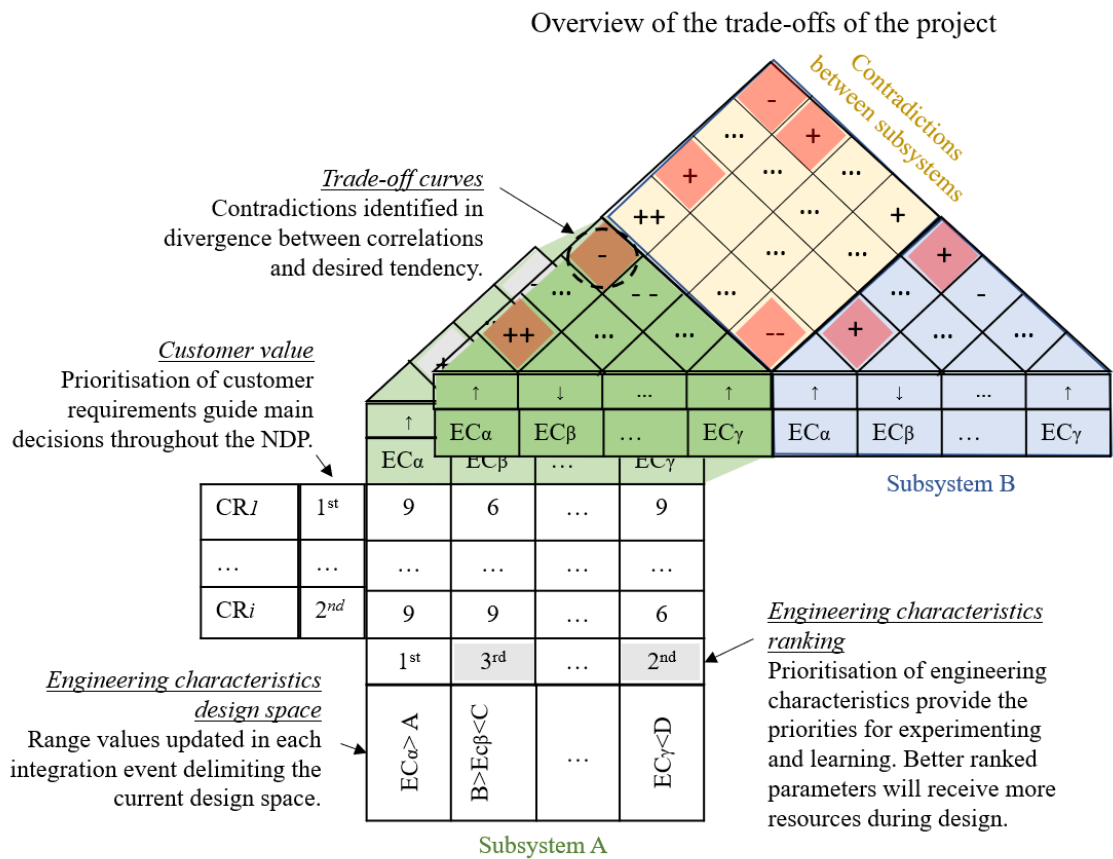 Overview of the trade-offs of the project
Contradictions
between subsystems
-
... +
+ ... ...
++ ... +
... ...
--
Trade-off curves
Contradictions identified in
divergence between correlations
and desired tendency.
-
... - -
++ ... ...
+
... -
+ ... ...
Customer value
Prioritisation of customer
requirements guide main
decisions throughout the NDP.
↑ ↓ ... ↑
ECα ECβ … ECγ
↑ ↓ ... ↑
ECα ECβ … ECγ
Subsystem B
↑
ECα ECβ … ECγ
CR1 1st 9 6 … 9
… … … … … …
CRi 2nd 9 9 … 6
1st 3rd … 2nd
ECα> A B>Ecβ<C … ECγ<D
Subsystem A
Engineering characteristics
design space
Range values updated in each
integration event delimiting the
current design space.
Engineering characteristics
ranking
Prioritisation of engineering
characteristics provide the
priorities for experimenting
and learning. Better ranked
parameters will receive more
resources during design.